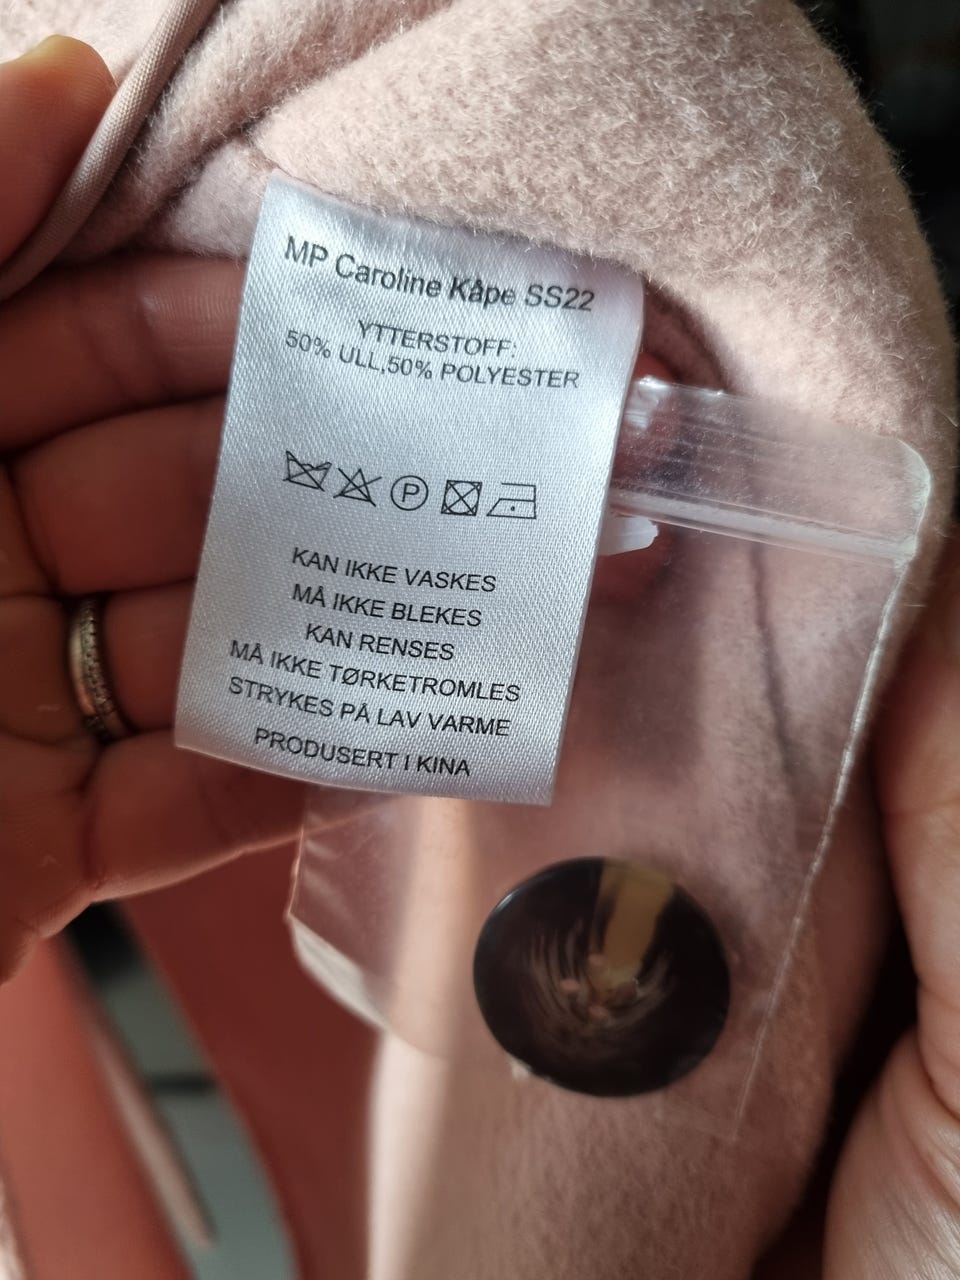 MP Caroline Kåpe SS22
YTTERSTOFF:
50% ULL,50% POLYESTER
P
KAN IKKE VASKES
MÅ IKKE BLEKES
KAN RENSES
MÅ IKKE TØRKETROMLES
STRYKES PÅ LAV VARME
PRODUSERT I KINA